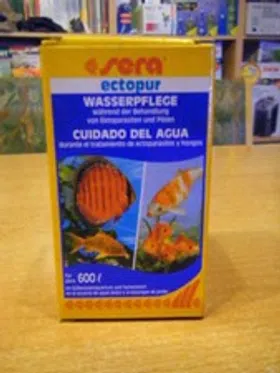 sera
ectopur
WASSERPFLEGE
während der Behandlung
von Ektoparasiten und Pilzen
CUIDADO DEL AGUA
durante el tratamiento de ectoparásitos y hongos
600 l